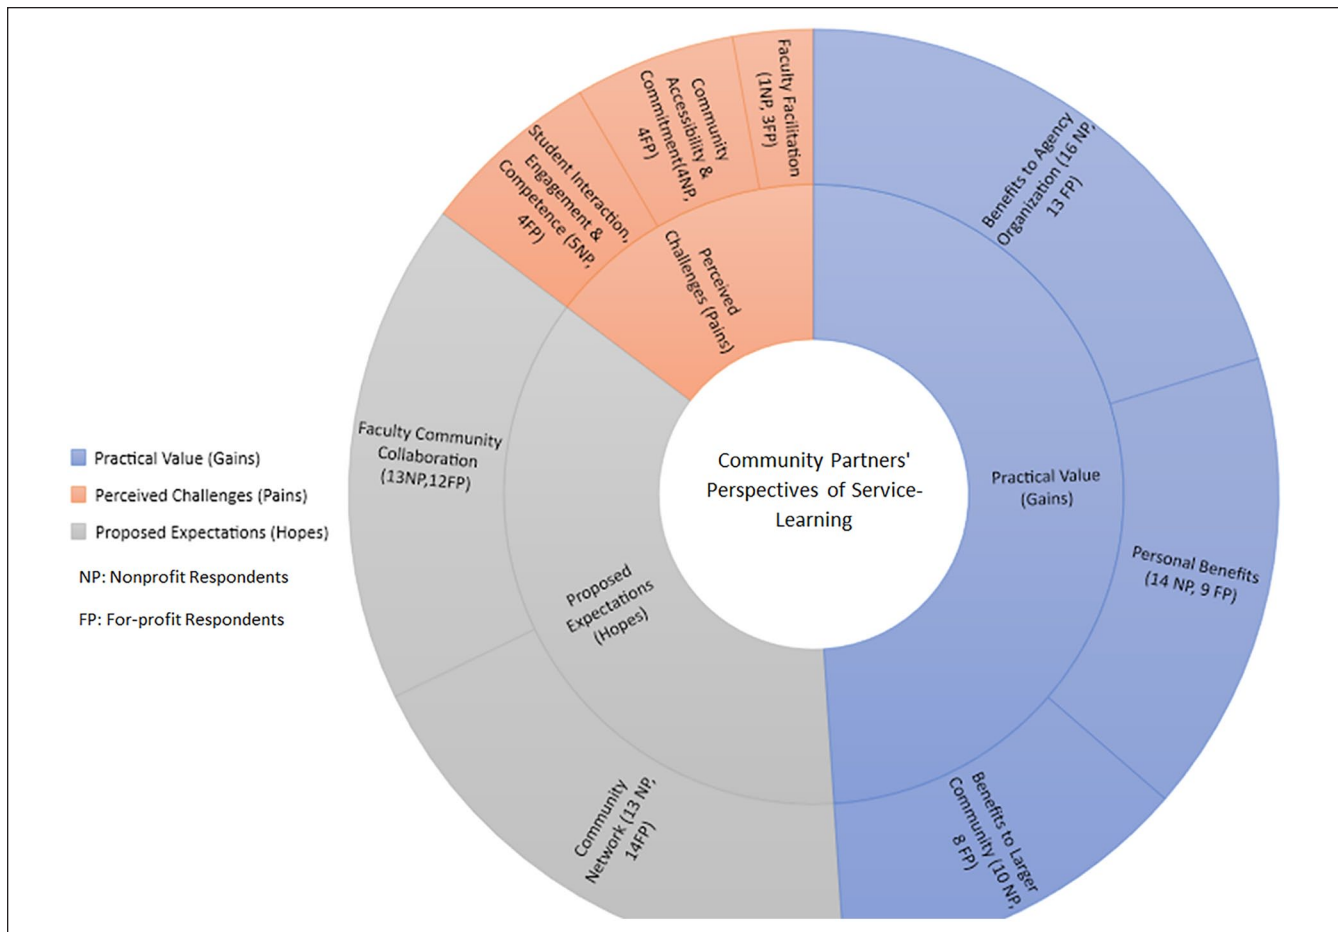 Faculty Facilitation
(1NP, 3FP)
Community
Accessibility &
Commitment(4NP,
4FP)
Student Interaction,
Engagement &
Competence (5NP,
4FP)
Perceived
Challenges (Pains)
Benefits to Agency
Organization (16 NP,
13 FP)
Practical Value
(Gains)
Personal Benefits
(14 NP, 9 FP)
Benefits to Larger
Community (10 NP,
8 FP)
Community Partners'
Perspectives of Service-
Learning
Faculty Community
Collaboration
(13NP,12FP)
Proposed
Expectations
(Hopes)
Community
Network (13 NP,
14FP)
Practical Value (Gains)
Perceived Challenges (Pains)
Proposed Expectations (Hopes)
NP: Nonprofit Respondents
FP: For-profit Respondents